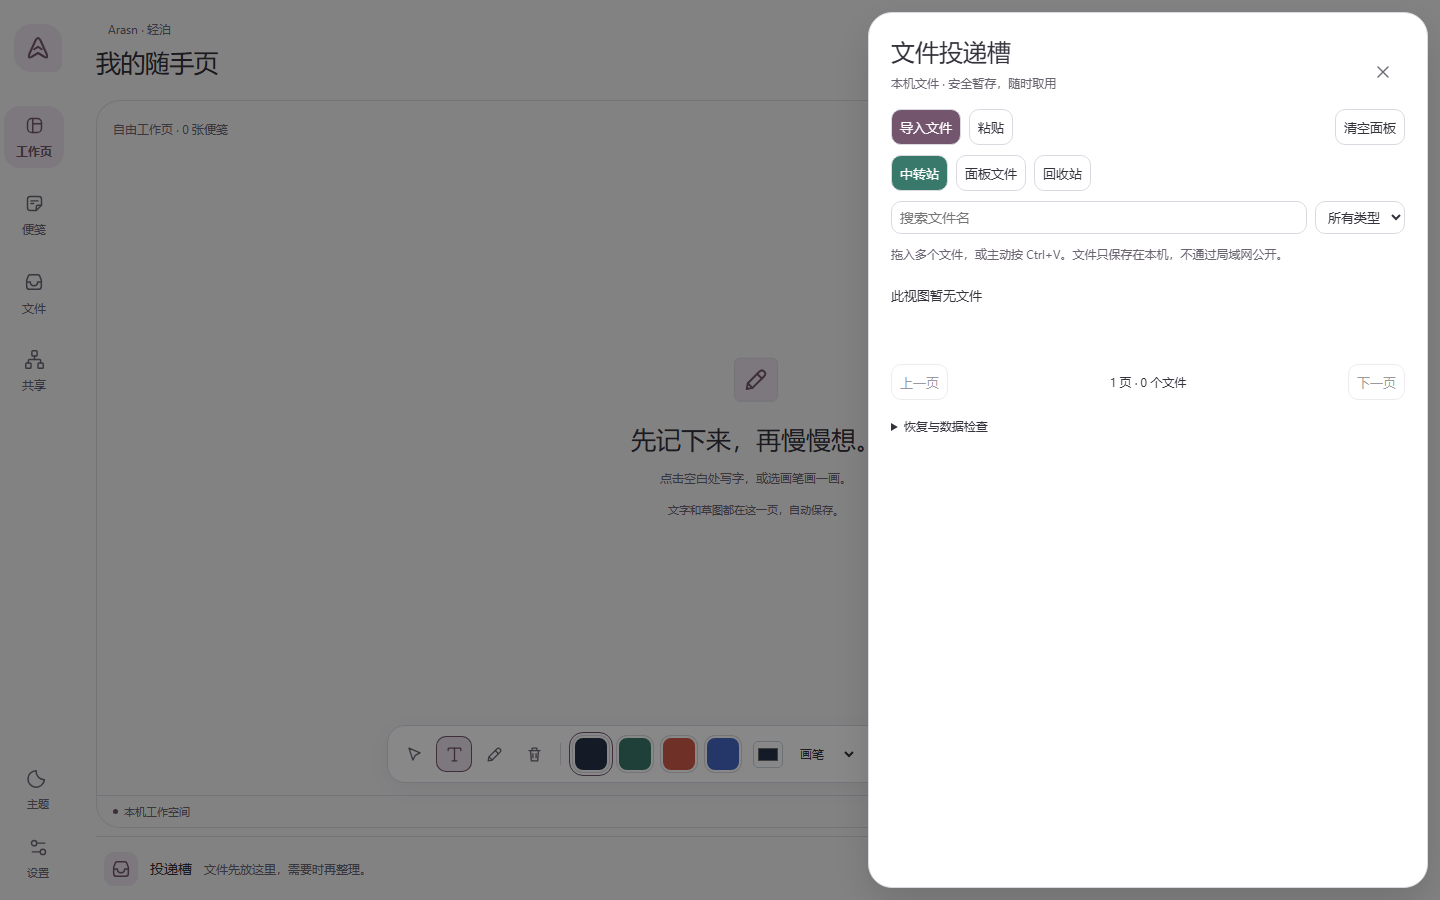 Arasn · 轻泊
我的随手页
自由工作页 · 0 张便笺
工作页
便笺
文件
共享
主题
设置
先记下来，再慢慢想。
点击空白处写字，或选画笔画一画。
文字和草图都在这一页，自动保存。
画笔
本机工作空间
投递槽 文件先放这里，需要时再整理。
文件投递槽
本机文件 · 安全暂存，随时取用
导入文件 粘贴 清空面板
中转站 面板文件 回收站
搜索文件名 所有类型
拖入多个文件，或主动按 Ctrl+V。文件只保存在本机，不通过局域网公开。
此视图暂无文件
上一页 1 页 · 0 个文件 下一页
恢复与数据检查